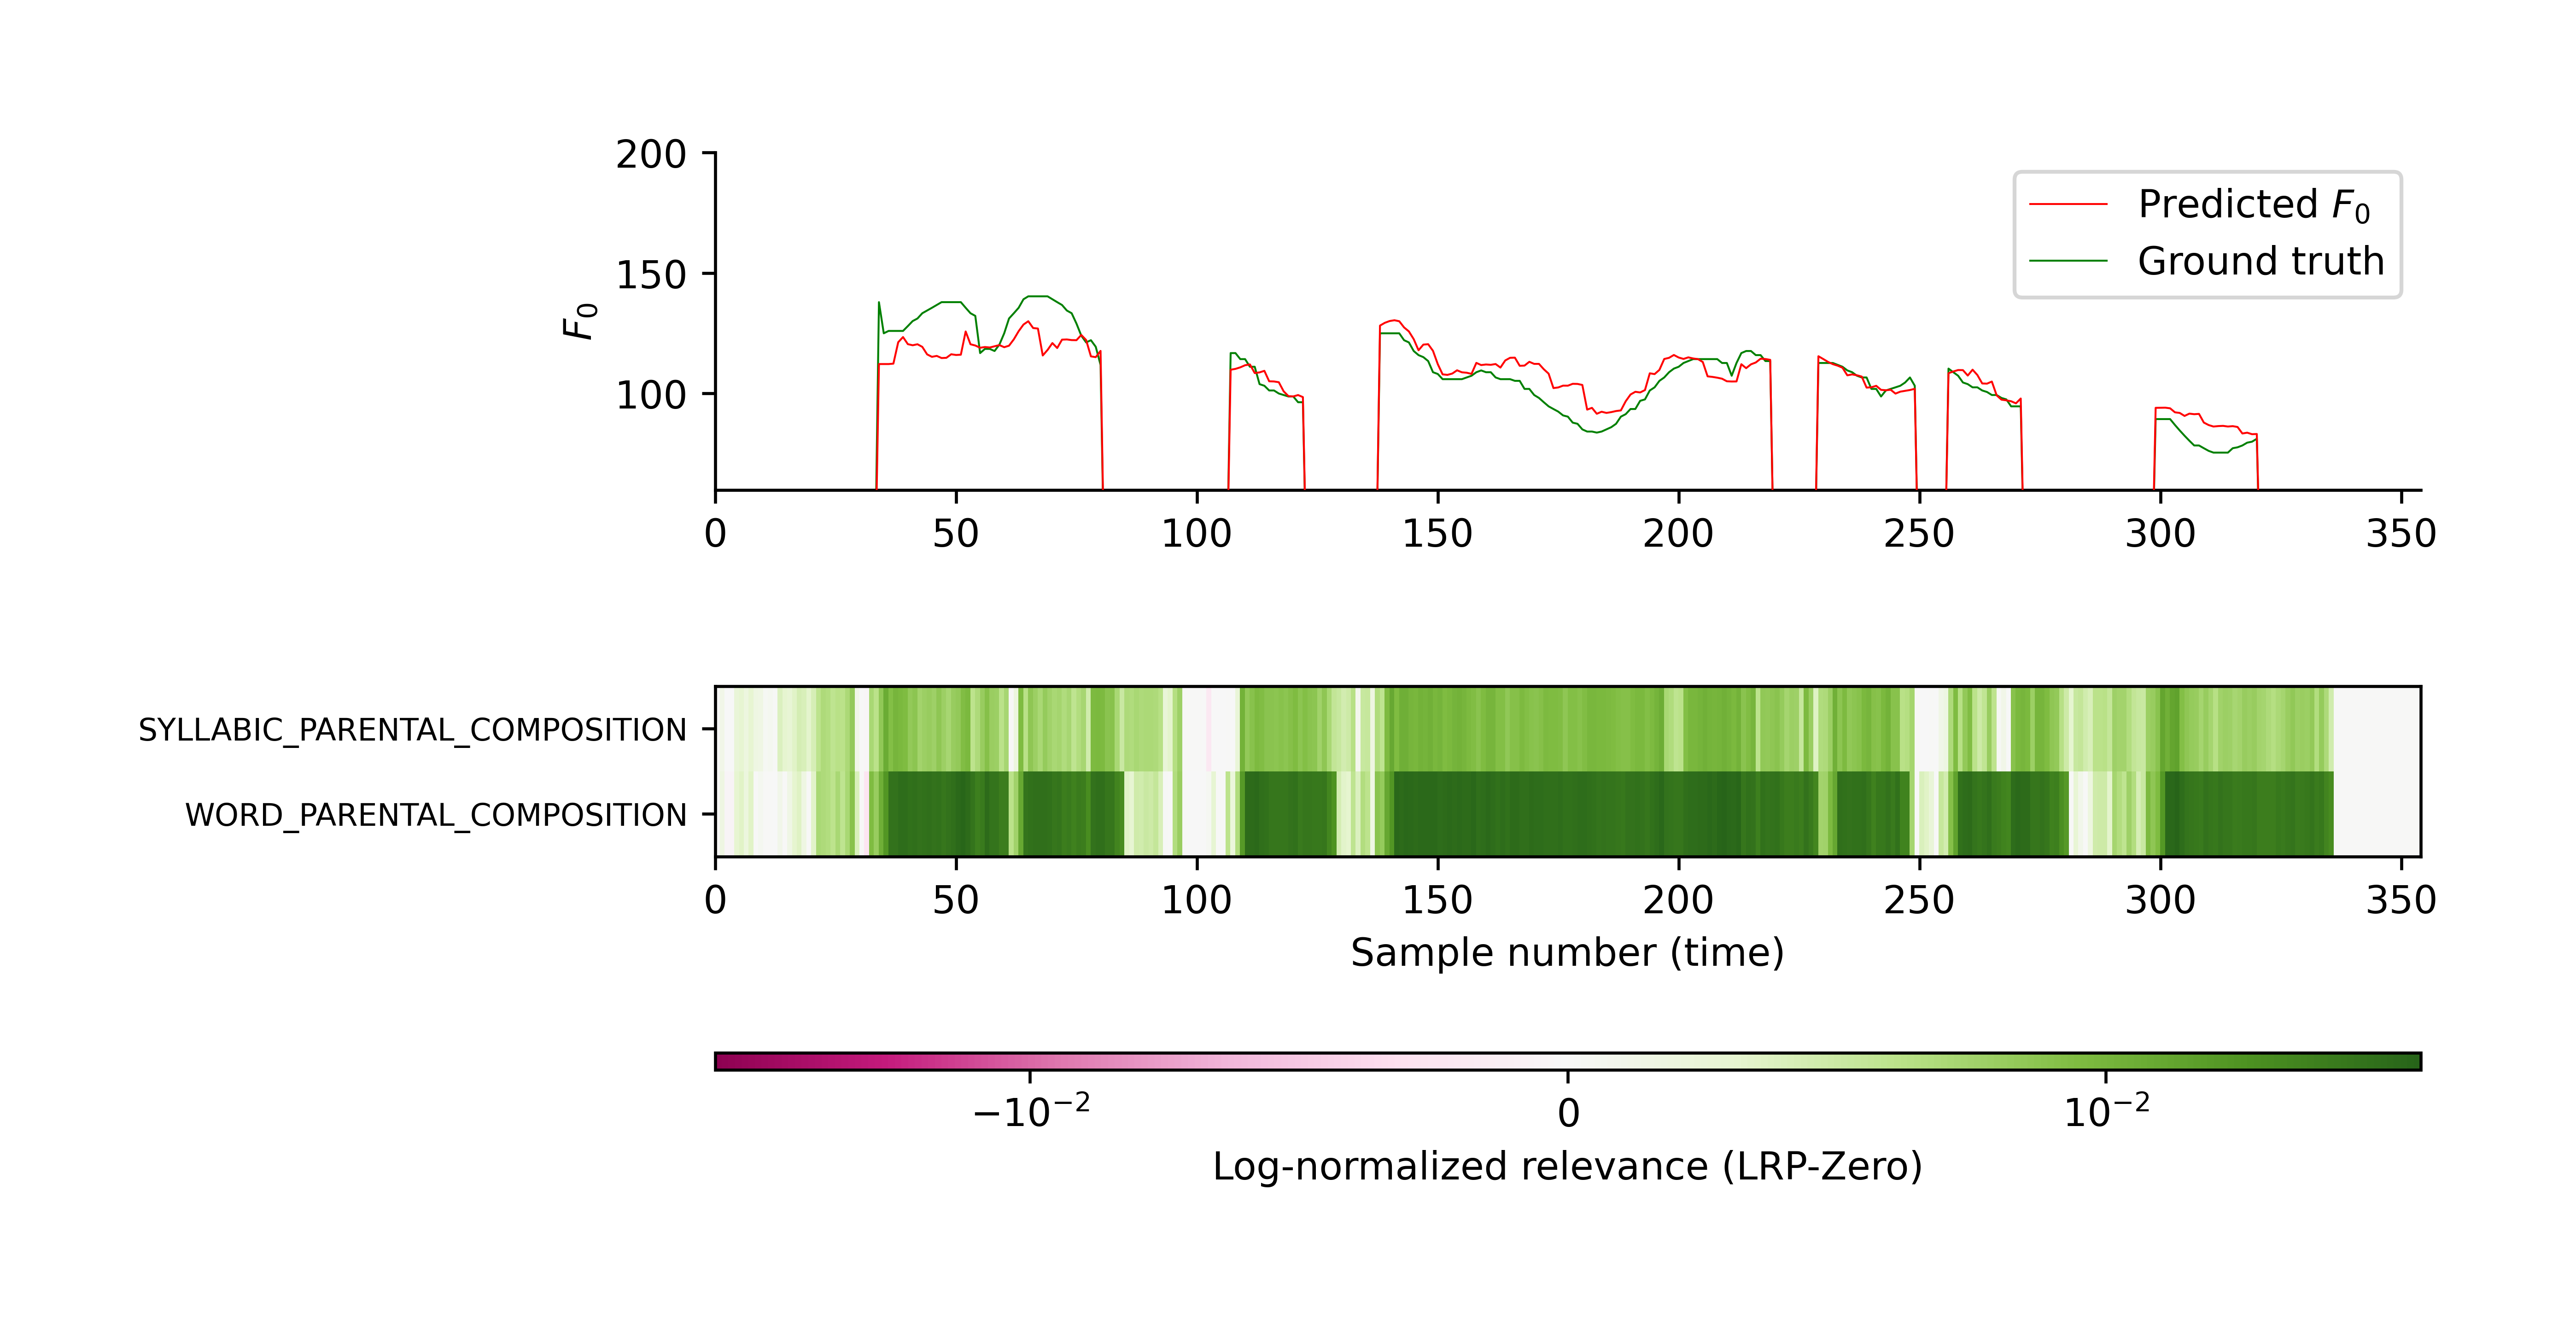 200
150
100
F₀
Predicted F₀
Ground truth
0 50 100 150 200 250 300 350
SYLLABIC_PARENTAL_COMPOSITION
WORD_PARENTAL_COMPOSITION
0 50 100 150 200 250 300 350
Sample number (time)
−10⁻² 0 10⁻²
Log-normalized relevance (LRP-Zero)